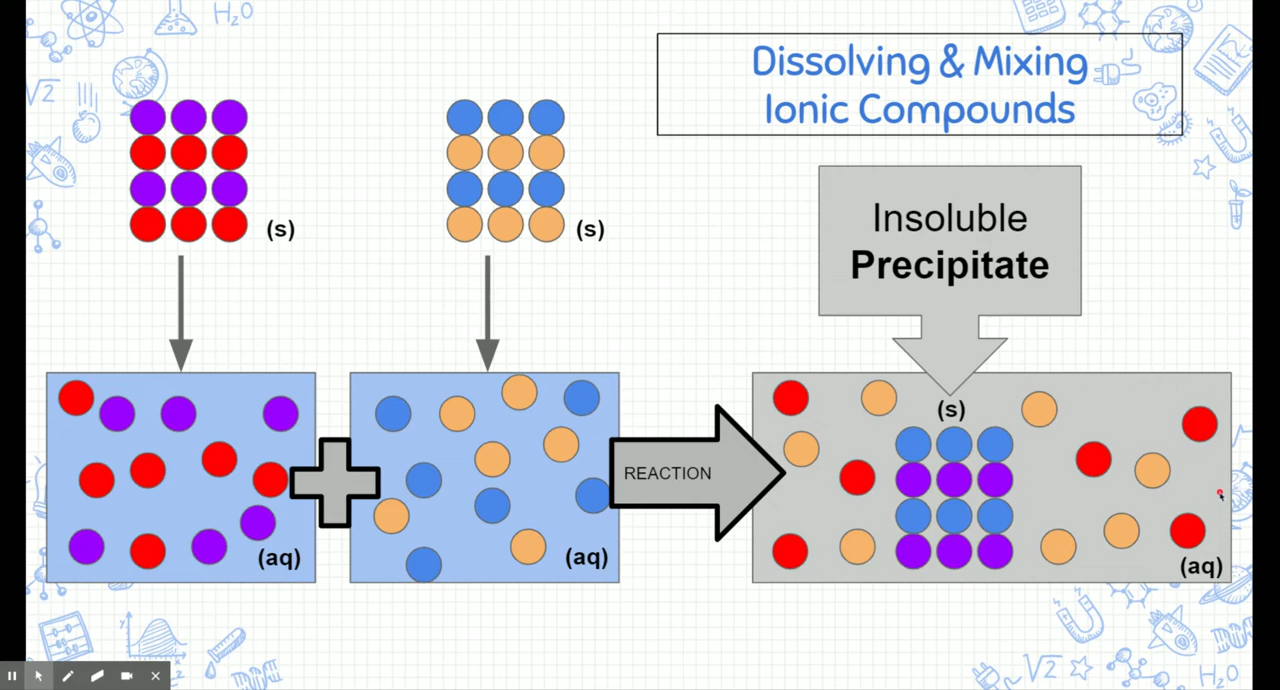 H₂O
√2
Dissolving & Mixing
Ionic Compounds
(s)
(s)
Insoluble
Precipitate
(aq)
(aq)
REACTION
(s)
(aq)
y
√2
H₂O